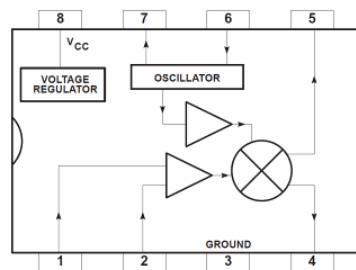 8 7 6 5
VCC
VOLTAGE
REGULATOR
OSCILLATOR
GROUND
1 2 3 4